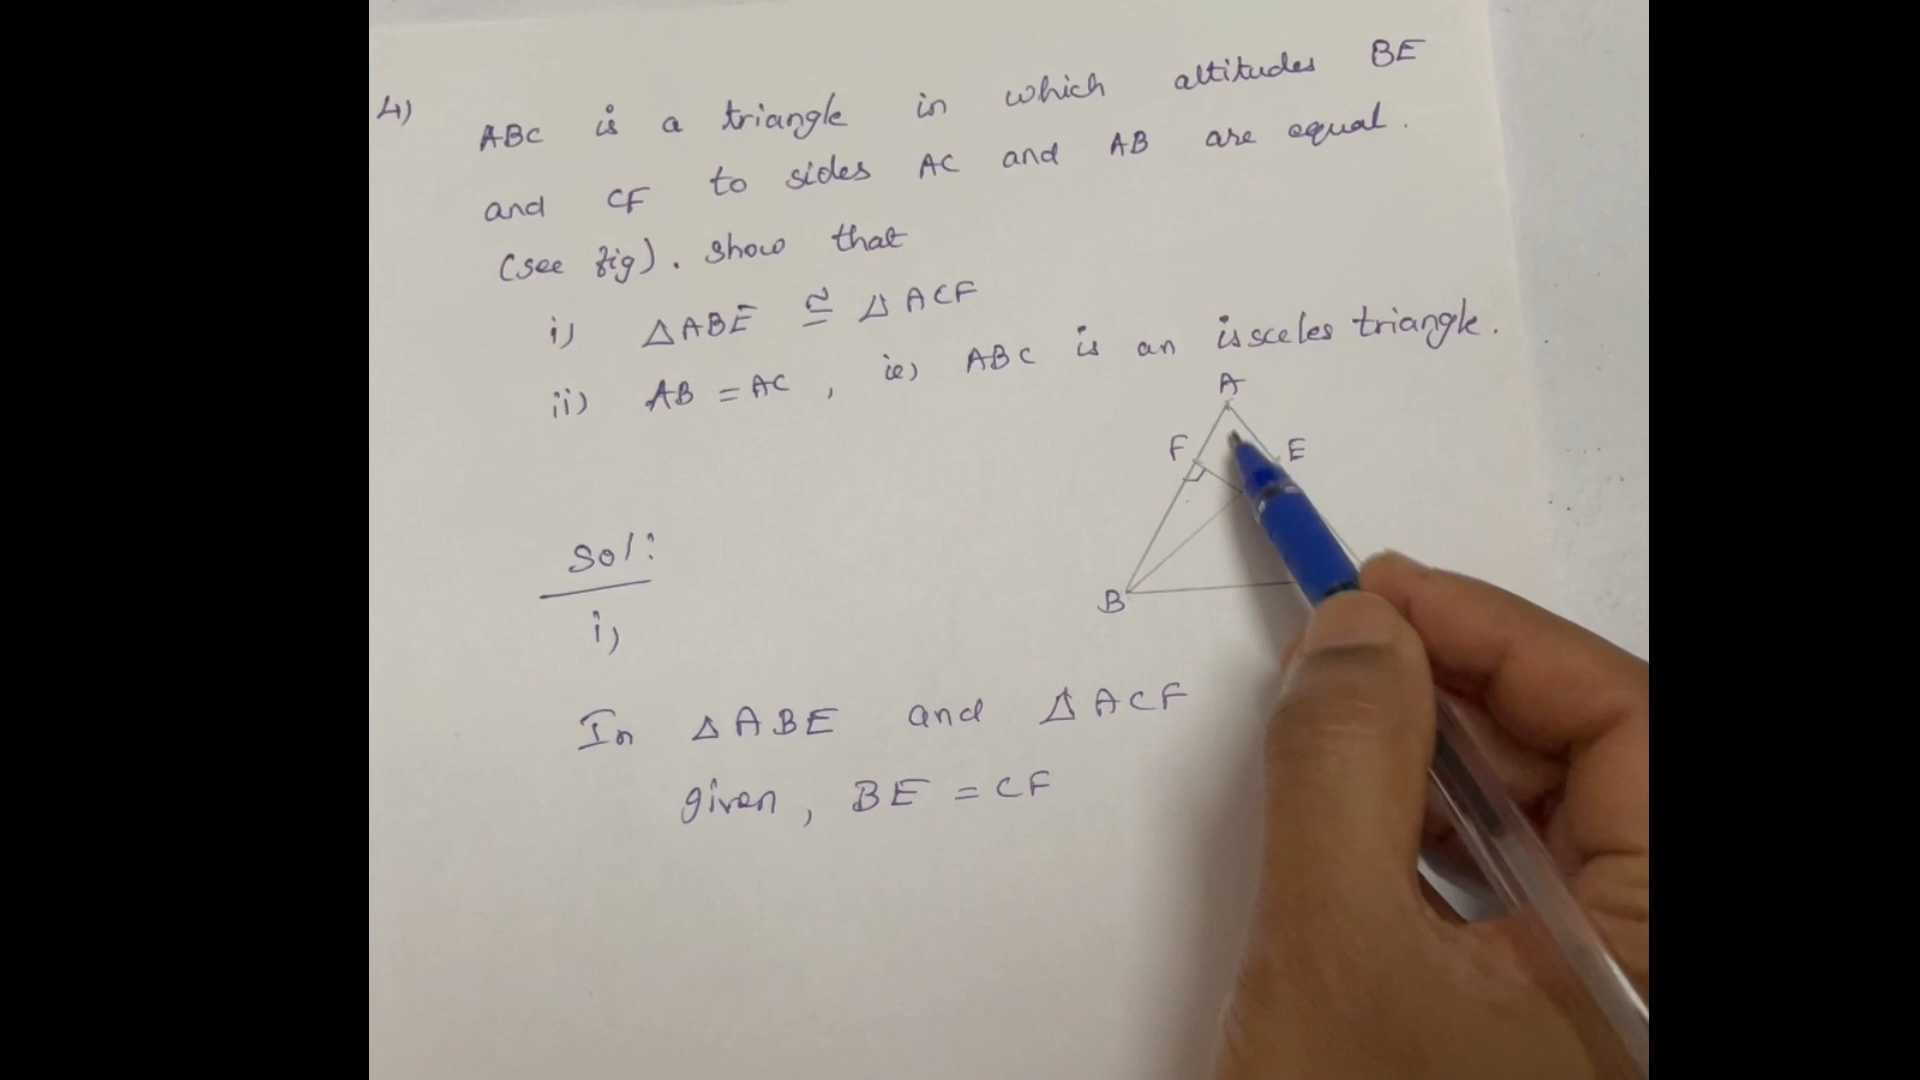 4)
ABC is a triangle in which altitudes BE
and CF to sides AC and AB are equal.
(see fig). show that
i) △ABE ≅ △ACF
ii) AB = AC, ie) ABC is an issceles triangle.
A
F E
B
Sol:
i)
In △ABE and △ACF
given, BE = CF